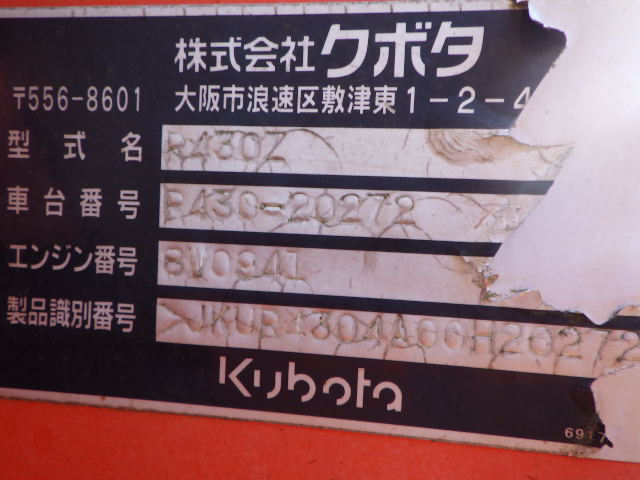 株式会社クボタ
〒556-8601 大阪市浪速区敷津東1-2-4
型式名 R430Z
車台番号 R430-20272
エンジン番号 8V0841
製品識別番号 JKUR4304A00H20272
Kubota
6917